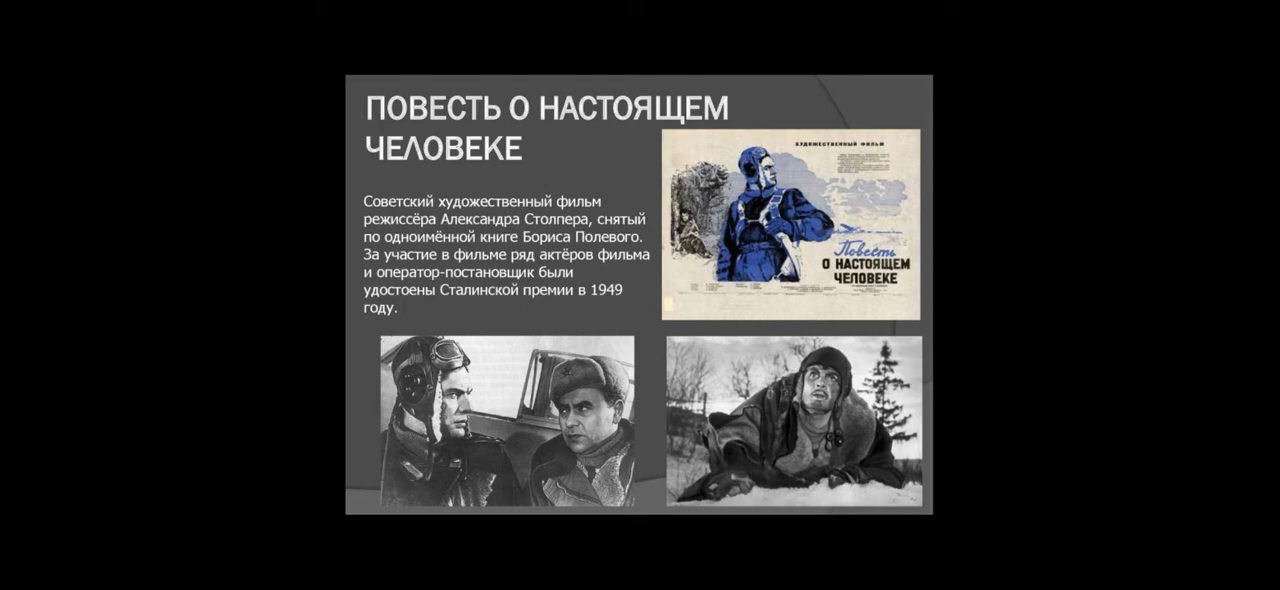 ПОВЕСТЬ О НАСТОЯЩЕМ
ЧЕЛОВЕКЕ
Советский художественный фильм
режиссёра Александра Столпера, снятый
по одноимённой книге Бориса Полевого.
За участие в фильме ряд актёров фильма
и оператор-постановщик были
удостоены Сталинской премии в 1949
году.
ХУДОЖЕСТВЕННЫЙ ФИЛЬМ
Повесть
О НАСТОЯЩЕМ
ЧЕЛОВЕКЕ